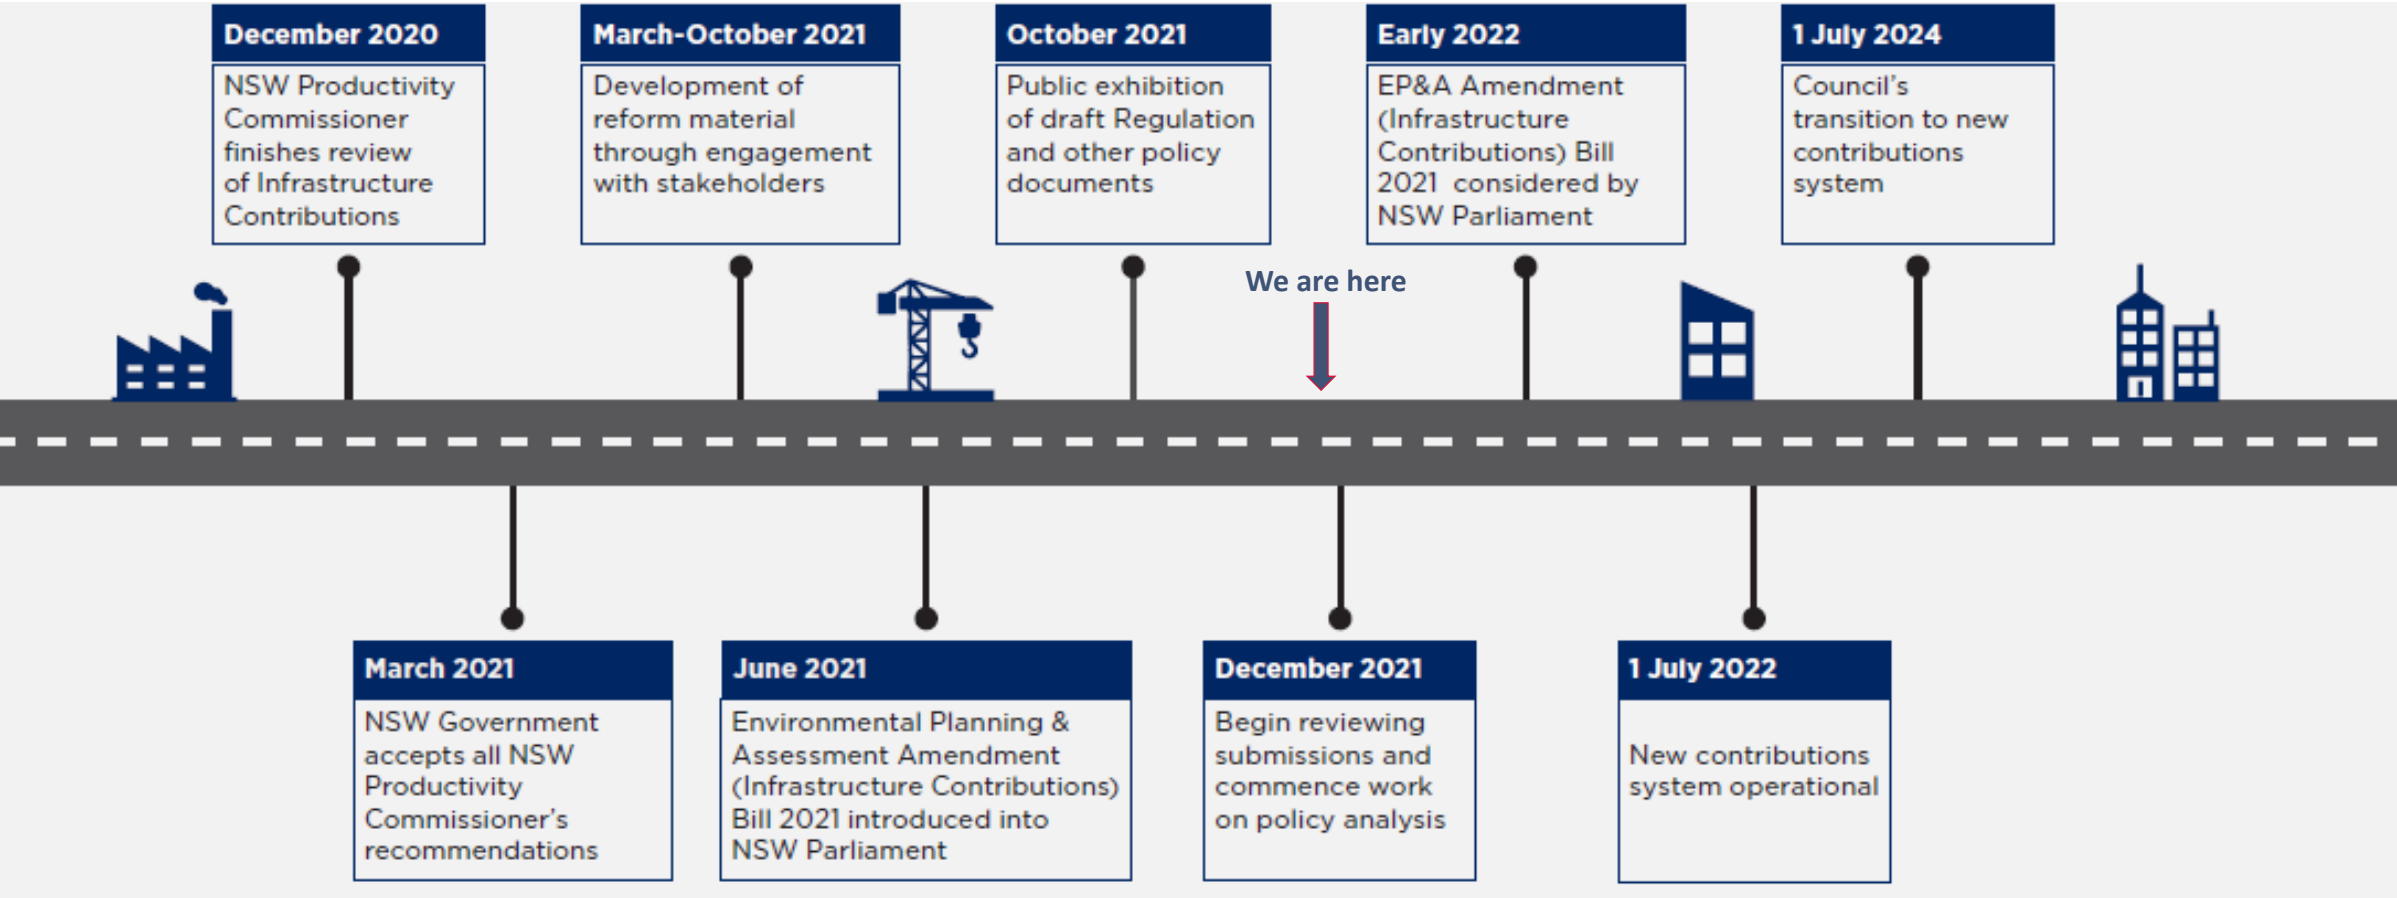 December 2020
NSW Productivity
Commissioner
finishes review
of Infrastructure
Contributions
March-October 2021
Development of
reform material
through engagement
with stakeholders
October 2021
Public exhibition
of draft Regulation
and other policy
documents
Early 2022
EP&A Amendment
(Infrastructure
Contributions) Bill
2021 considered by
NSW Parliament
1 July 2024
Council's
transition to new
contributions
system
We are here
March 2021
NSW Government
accepts all NSW
Productivity
Commissioner's
recommendations
June 2021
Environmental Planning &
Assessment Amendment
(Infrastructure Contributions)
Bill 2021 introduced into
NSW Parliament
December 2021
Begin reviewing
submissions and
commence work
on policy analysis
1 July 2022
New contributions
system operational